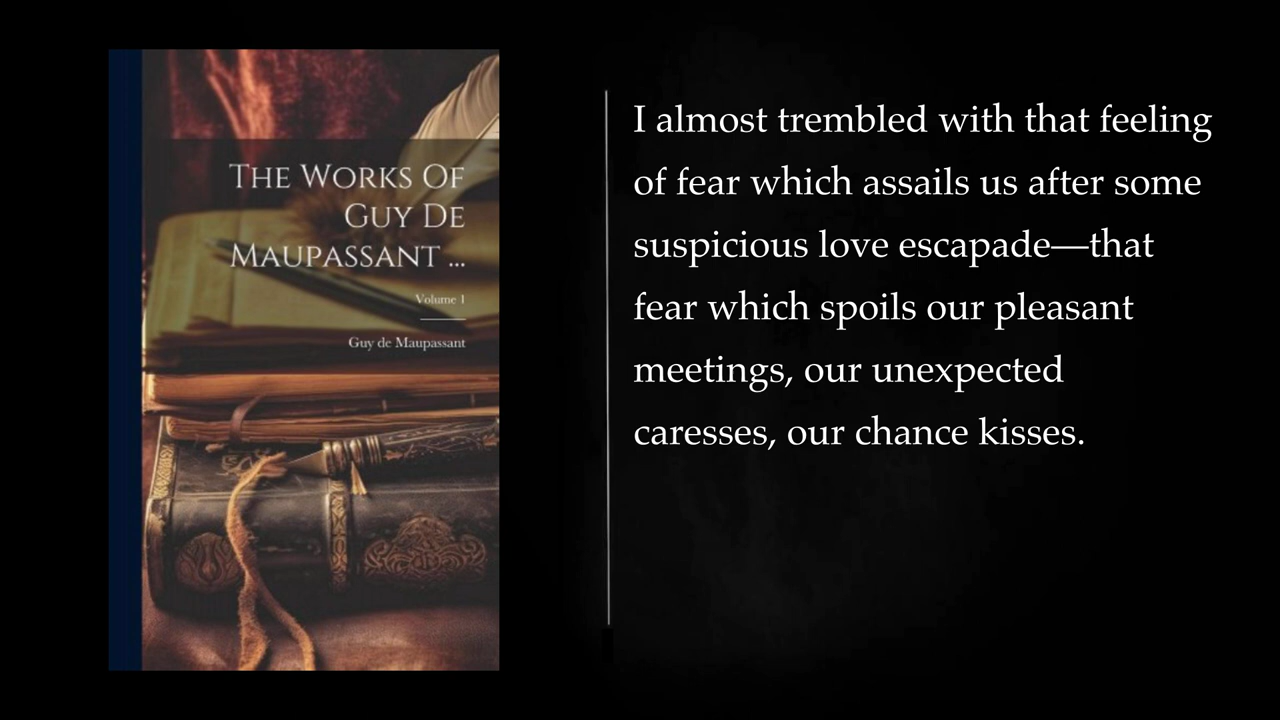 THE WORKS OF
GUY DE
MAUPASSANT ...
Volume 1
Guy de Maupassant
I almost trembled with that feeling
of fear which assails us after some
suspicious love escapade—that
fear which spoils our pleasant
meetings, our unexpected
caresses, our chance kisses.